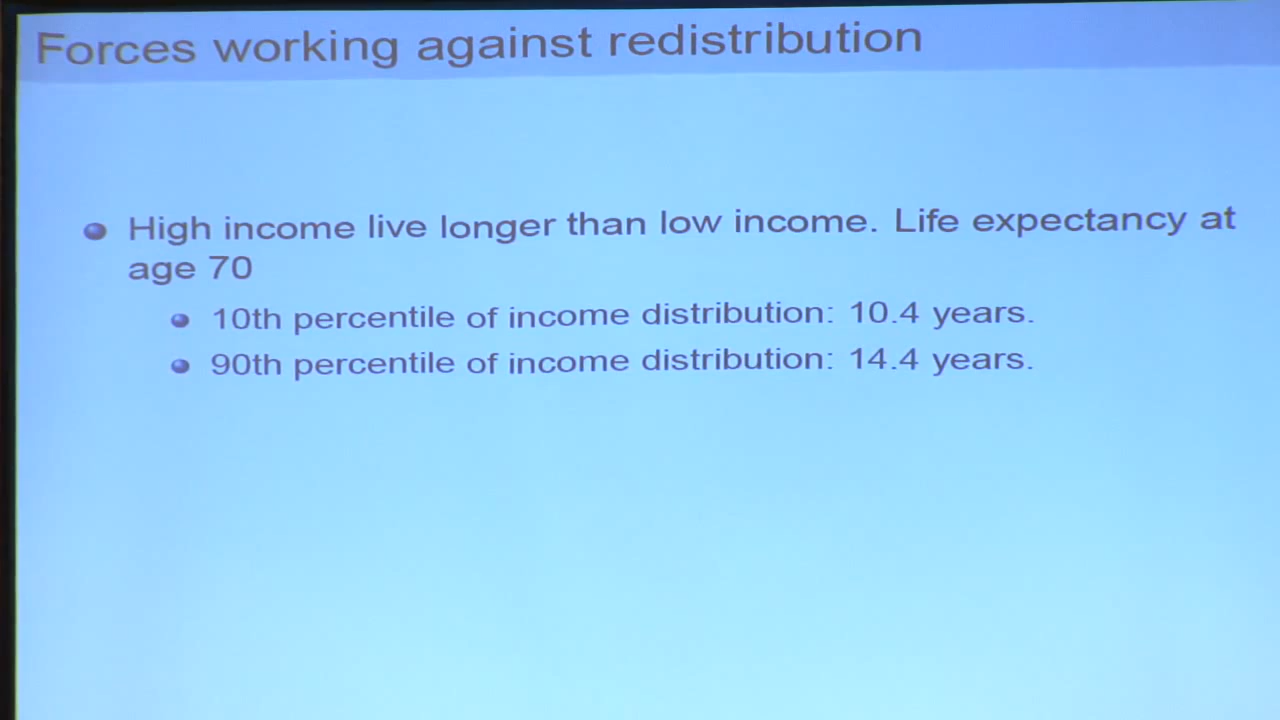 Forces working against redistribution
High income live longer than low income. Life expectancy at
age 70
10th percentile of income distribution: 10.4 years.
90th percentile of income distribution: 14.4 years.